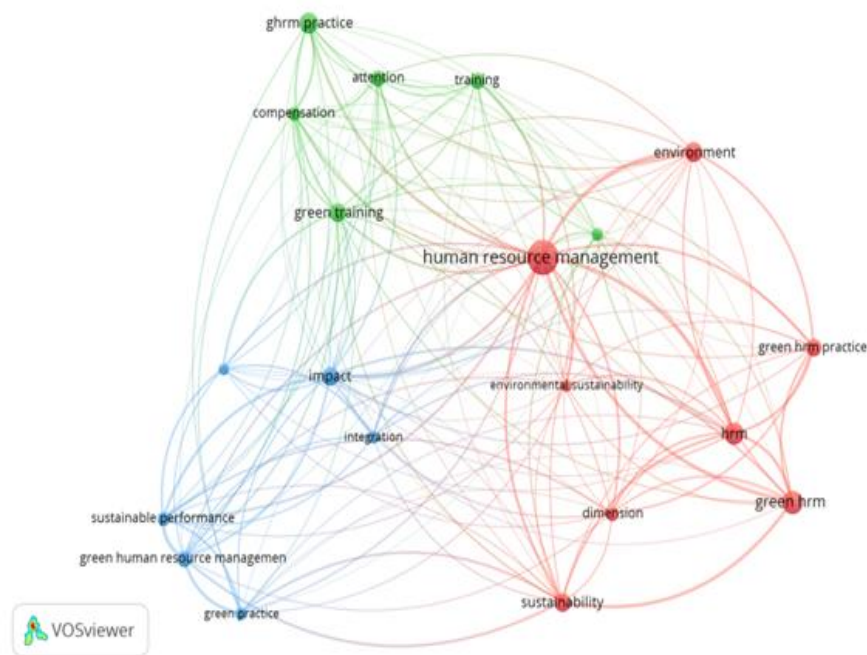 ghrm practice
attention
training
compensation
environment
green training
human resource management
green hrm practice
impact
environmental sustainability
integration
hrm
green hrm
dimension
sustainable performance
green human resource managemen
sustainability
green practice
VOSviewer